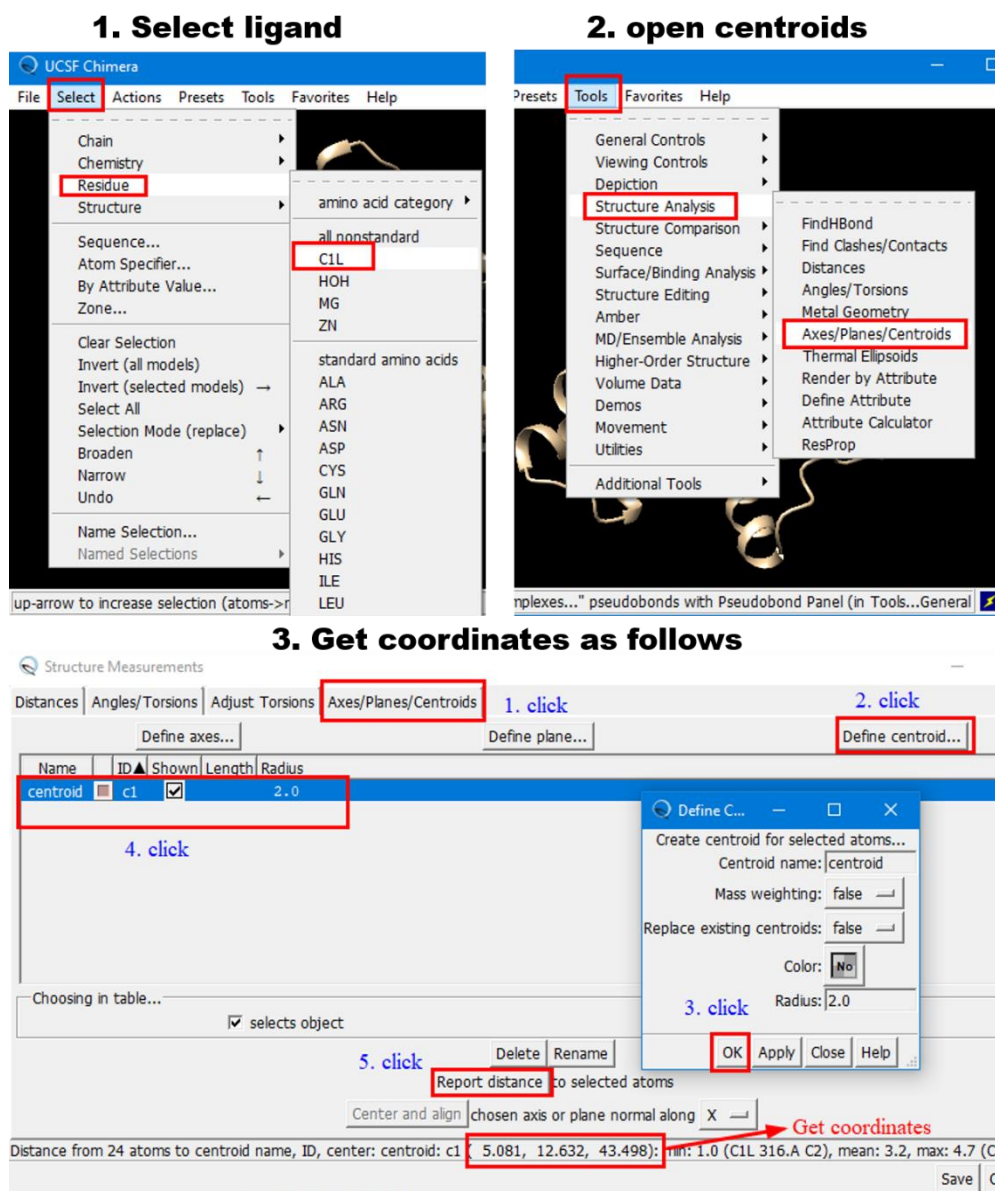 1. Select ligand
2. open centroids
UCSF Chimera
File Select Actions Presets Tools Favorites Help
Chain
Chemistry
Residue
Structure
Sequence...
Atom Specifier...
By Attribute Value...
Zone...
Clear Selection
Invert (all models)
Invert (selected models) →
Select All
Selection Mode (replace)
Broaden ↑
Narrow ↓
Undo ←
Name Selection...
Named Selections
amino acid category
all nonstandard
C1L
HOH
MG
ZN
standard amino acids
ALA
ARG
ASN
ASP
CYS
GLN
GLU
GLY
HIS
ILE
LEU
up-arrow to increase selection (atoms->r
Presets Tools Favorites Help
General Controls
Viewing Controls
Depiction
Structure Analysis
Structure Comparison
Sequence
Surface/Binding Analysis
Structure Editing
Amber
MD/Ensemble Analysis
Higher-Order Structure
Volume Data
Demos
Movement
Utilities
Additional Tools
FindHBond
Find Clashes/Contacts
Distances
Angles/Torsions
Metal Geometry
Axes/Planes/Centroids
Thermal Ellipsoids
Render by Attribute
Define Attribute
Attribute Calculator
ResProp
mplexes..." pseudobonds with Pseudobond Panel (in Tools...General
3. Get coordinates as follows
Structure Measurements
Distances Angles/Torsions Adjust Torsions Axes/Planes/Centroids 1. click 2. click
Define axes... Define plane... Define centroid...
Name ID▲ Shown Length Radius
centroid c1 2.0
4. click
Define C...
Create centroid for selected atoms...
Centroid name: centroid
Mass weighting: false
Replace existing centroids: false
Color: No
3. click Radius: 2.0
OK Apply Close Help
Choosing in table...
selects object
5. click Delete Rename
Report distance to selected atoms
Center and align chosen axis or plane normal along X
Get coordinates
Distance from 24 atoms to centroid name, ID, center: centroid: c1 ( 5.081, 12.632, 43.498): min: 1.0 (C1L 316.A C2), mean: 3.2, max: 4.7 (C
Save